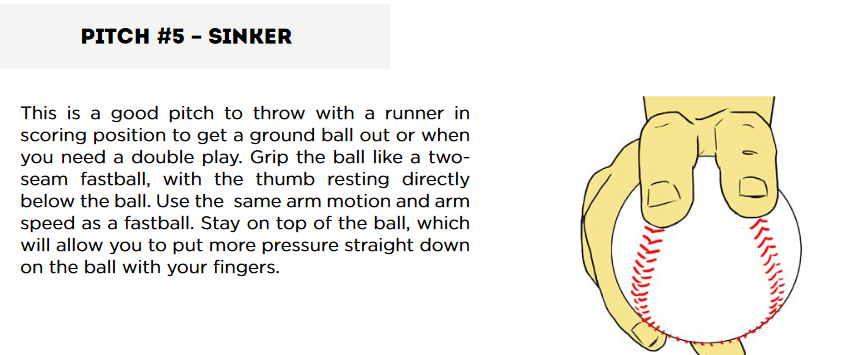 PITCH #5 – SINKER
This is a good pitch to throw with a runner in
scoring position to get a ground ball out or when
you need a double play. Grip the ball like a two-
seam fastball, with the thumb resting directly
below the ball. Use the  same arm motion and arm
speed as a fastball. Stay on top of the ball, which
will allow you to put more pressure straight down
on the ball with your fingers.